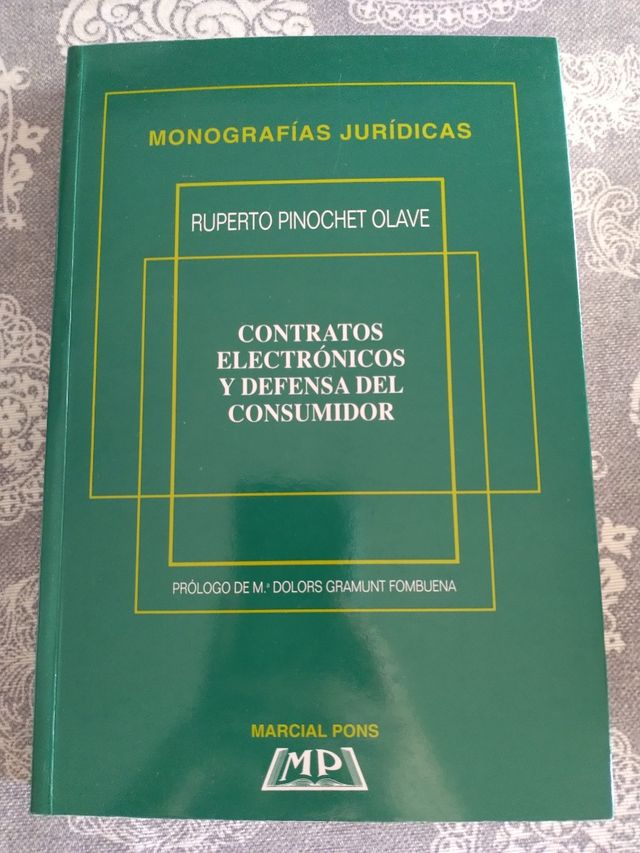 MONOGRAFÍAS JURÍDICAS
RUPERTO PINOCHET OLAVE
CONTRATOS
ELECTRÓNICOS
Y DEFENSA DEL
CONSUMIDOR
PRÓLOGO DE M.ª DOLORS GRAMUNT FOMBUENA
MARCIAL PONS
MP